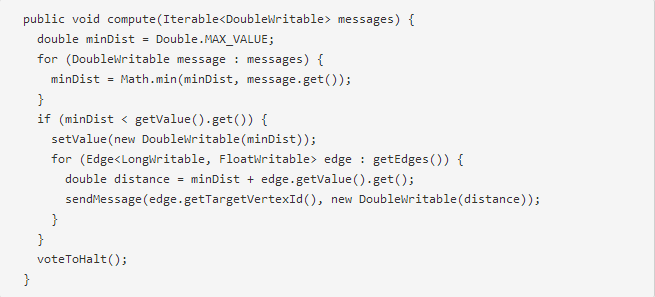 public void compute(Iterable<DoubleWritable> messages) {
  double minDist = Double.MAX_VALUE;
  for (DoubleWritable message : messages) {
    minDist = Math.min(minDist, message.get());
  }
  if (minDist < getValue().get()) {
    setValue(new DoubleWritable(minDist));
    for (Edge<LongWritable, FloatWritable> edge : getEdges()) {
      double distance = minDist + edge.getValue().get();
      sendMessage(edge.getTargetVertexId(), new DoubleWritable(distance));
    }
  }
  voteToHalt();
}